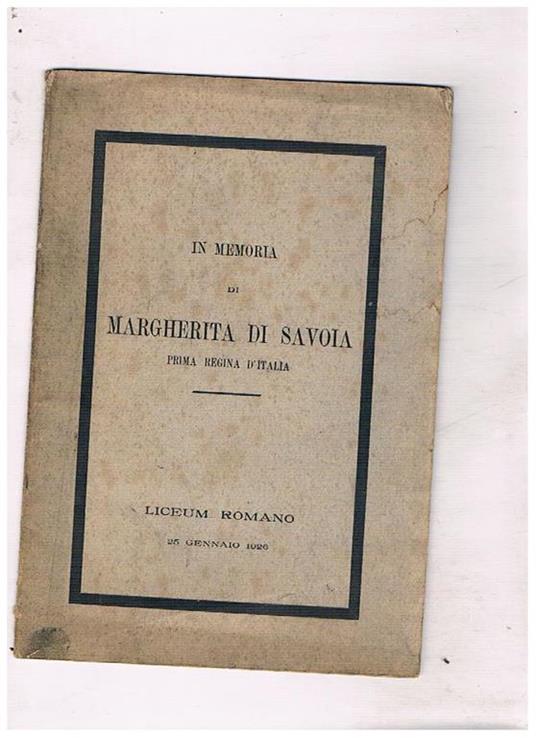 IN MEMORIA
DI
MARGHERITA DI SAVOIA
PRIMA REGINA D'ITALIA
LICEUM ROMANO
25 GENNAIO 1926